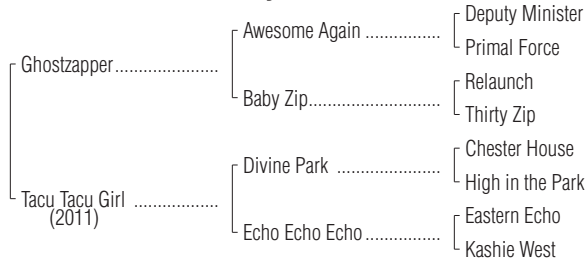 Deputy Minister
Awesome Again ................
Primal Force
Ghostzapper.....................
Relaunch
Baby Zip...........................
Thirty Zip
Chester House
Divine Park .....................
High in the Park
Tacu Tacu Girl .................
(2011)
Eastern Echo
Echo Echo Echo...............
Kashie West